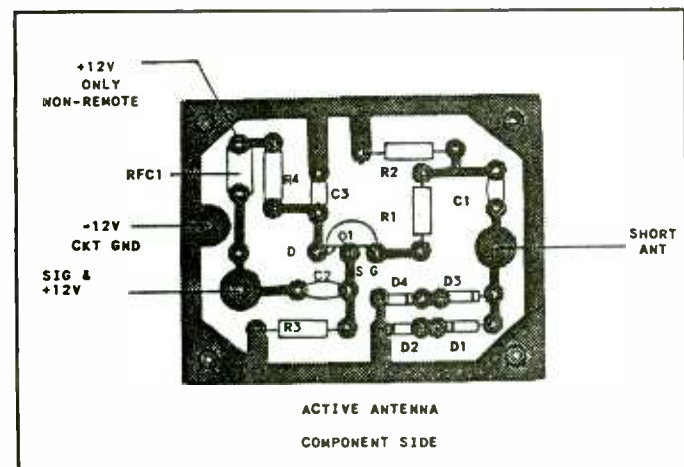 +12V
ONLY
NON-REMOTE
RFC1
R4
C3
R2
R1
C1
-12V
CKT GND
D
Q1
S G
SHORT
ANT
SIG &
+12V
C2
D4
D3
R3
D2
D1
ACTIVE ANTENNA
COMPONENT SIDE